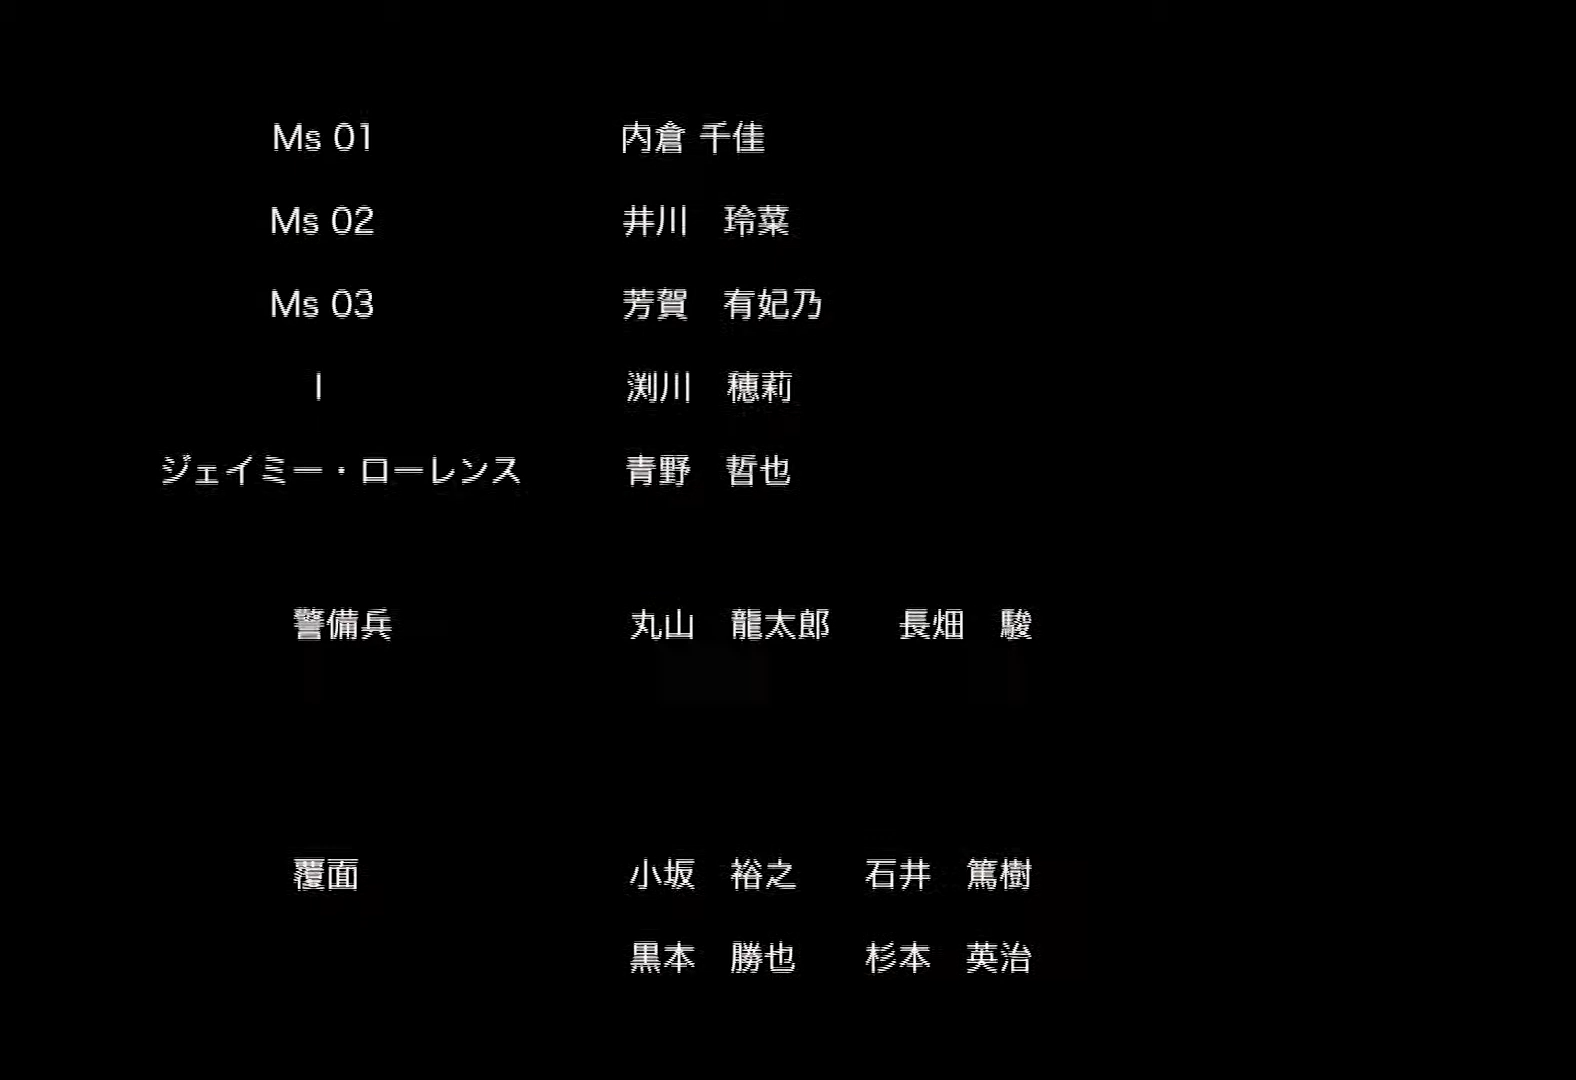 Ms 01 内倉 千佳
Ms 02 井川 玲菜
Ms 03 芳賀 有妃乃
I 渕川 穂莉
ジェイミー・ローレンス 青野 哲也
警備兵 丸山 龍太郎 長畑 駿
覆面 小坂 裕之 石井 篤樹
黒本 勝也 杉本 英治